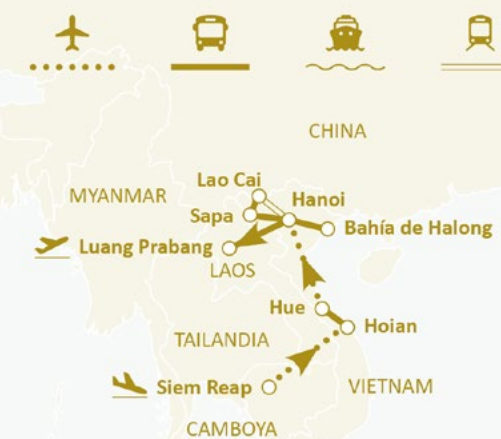 CHINA
MYANMAR
Lao Cai
Hanoi
Sapa
Bahía de Halong
Luang Prabang
LAOS
Hue
Hoian
TAILANDIA
Siem Reap
VIETNAM
CAMBOYA